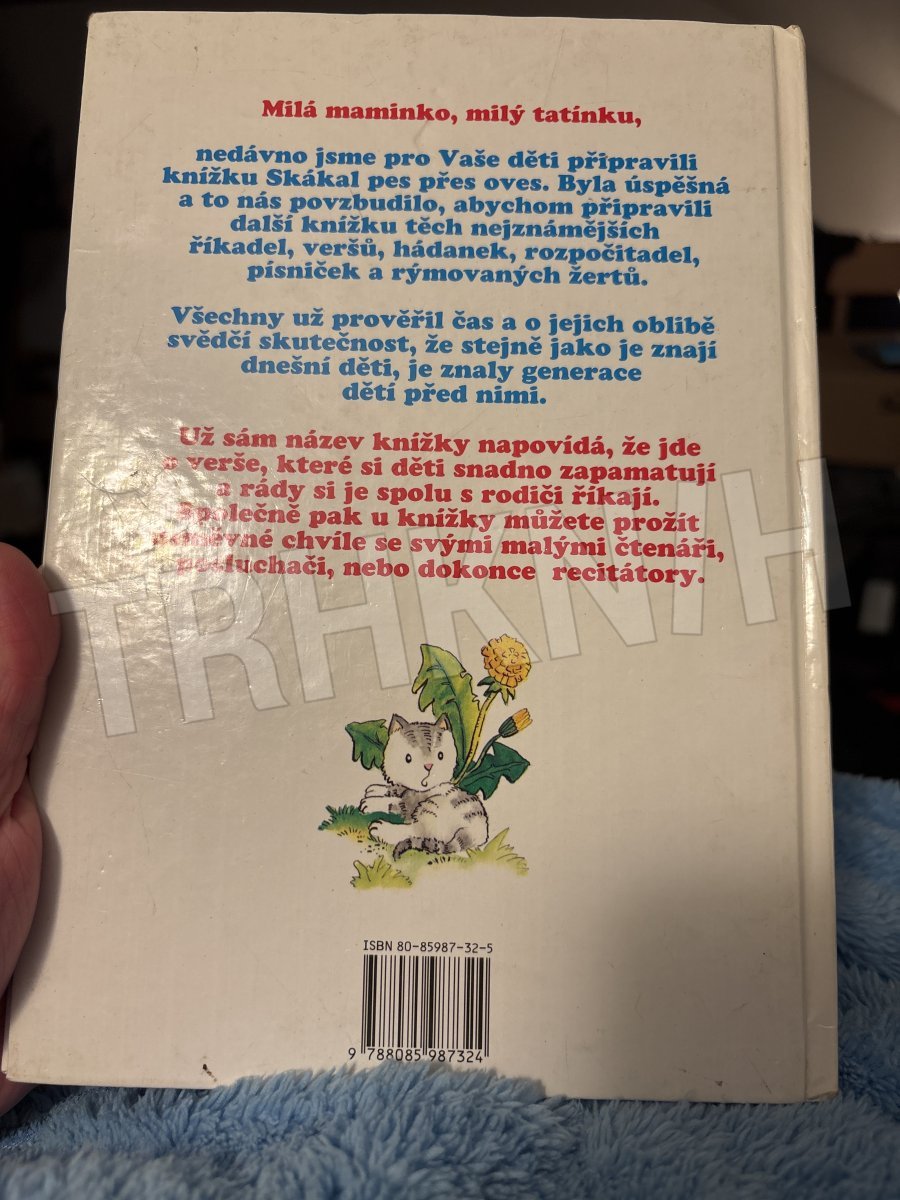 Milá maminko, milý tatínku,
nedávno jsme pro Vaše děti připravili
knížku Skákal pes přes oves. Byla úspěšná
a to nás povzbudilo, abychom připravili
další knížku těch nejznámějších
říkadel, veršů, hádanek, rozpočitadel,
písniček a rýmovaných žertů.
Všechny už prověřil čas a o jejich oblibě
svědčí skutečnost, že stejně jako je znají
dnešní děti, je znaly generace
dětí před nimi.
Už sám název knížky napovídá, že jde
o verše, které si děti snadno zapamatují
a rády si je spolu s rodiči říkají.
Společně pak u knížky můžete prožít
úsměvné chvíle se svými malými čtenáři,
posluchači, nebo dokonce recitátory.
TRHKNIH
ISBN 80-85987-32-5
9 788085 987324